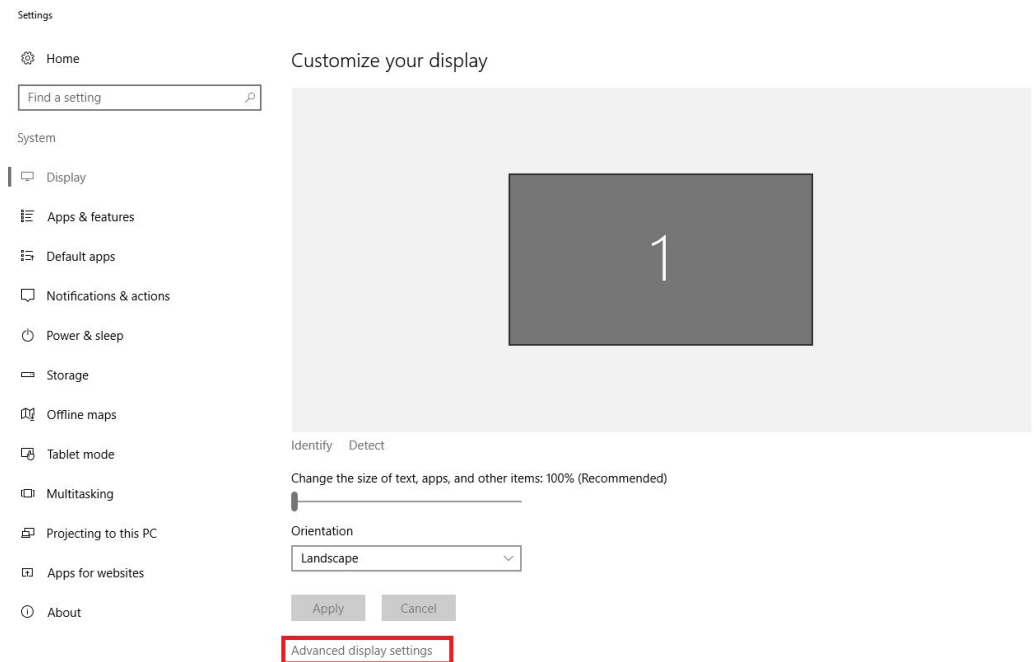 Settings
Home
Find a setting
System
Display
Apps & features
Default apps
Notifications & actions
Power & sleep
Storage
Offline maps
Tablet mode
Multitasking
Projecting to this PC
Apps for websites
About
Customize your display
1
Identify Detect
Change the size of text, apps, and other items: 100% (Recommended)
Orientation
Landscape
Apply Cancel
Advanced display settings